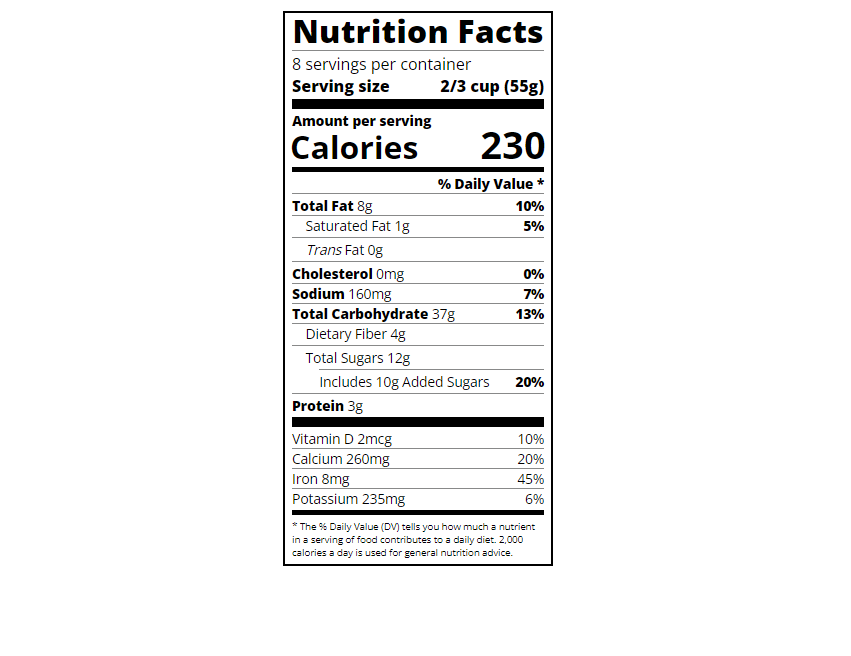 Nutrition Facts
8 servings per container
Serving size 2/3 cup (55g)
Amount per serving
Calories 230
% Daily Value *
Total Fat 8g 10%
Saturated Fat 1g 5%
Trans Fat 0g
Cholesterol 0mg 0%
Sodium 160mg 7%
Total Carbohydrate 37g 13%
Dietary Fiber 4g
Total Sugars 12g
Includes 10g Added Sugars 20%
Protein 3g
Vitamin D 2mcg 10%
Calcium 260mg 20%
Iron 8mg 45%
Potassium 235mg 6%
* The % Daily Value (DV) tells you how much a nutrient
in a serving of food contributes to a daily diet. 2,000
calories a day is used for general nutrition advice.